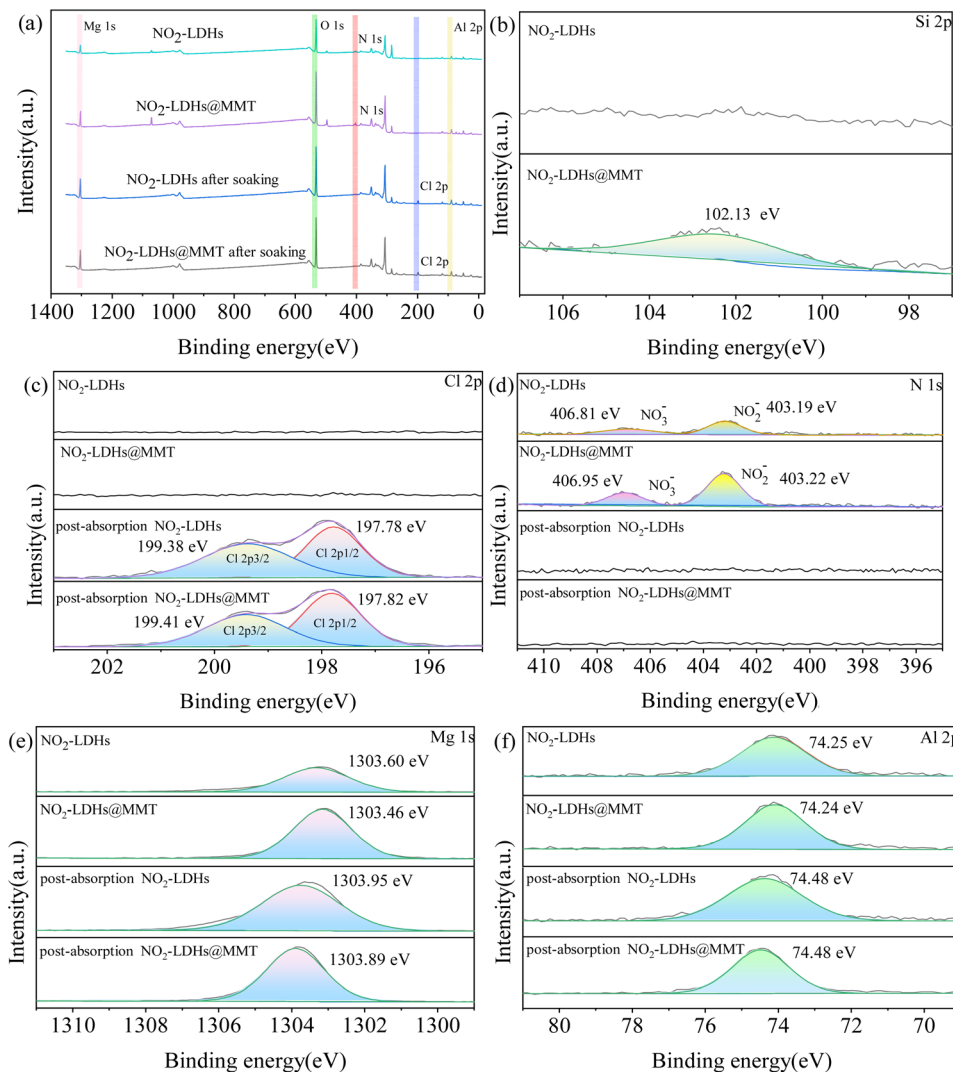 (a)
NO2-LDHs
Mg 1s
O 1s
N 1s
Al 2p
NO2-LDHs@MMT
N 1s
NO2-LDHs after soaking
Cl 2p
NO2-LDHs@MMT after soaking
Cl 2p
Intensity(a.u.)
1400 1200 1000 800 600 400 200 0
Binding energy(eV)
(b)
Si 2p
NO2-LDHs
NO2-LDHs@MMT
102.13 eV
Intensity(a.u.)
106 104 102 100 98
Binding energy(eV)
(c)
Cl 2p
NO2-LDHs
NO2-LDHs@MMT
post-absorption NO2-LDHs
197.78 eV
199.38 eV
Cl 2p3/2
Cl 2p1/2
post-absorption NO2-LDHs@MMT
197.82 eV
199.41 eV
Cl 2p3/2
Cl 2p1/2
Intensity(a.u.)
202 200 198 196
Binding energy(eV)
(d)
N 1s
NO2-LDHs
406.81 eV NO3- NO2- 403.19 eV
NO2-LDHs@MMT
406.95 eV NO3- NO2- 403.22 eV
post-absorption NO2-LDHs
post-absorption NO2-LDHs@MMT
Intensity(a.u.)
410 408 406 404 402 400 398 396
Binding energy(eV)
(e)
Mg 1s
NO2-LDHs
1303.60 eV
NO2-LDHs@MMT
1303.46 eV
post-absorption NO2-LDHs
1303.95 eV
post-absorption NO2-LDHs@MMT
1303.89 eV
Intensity(a.u.)
1310 1308 1306 1304 1302 1300
Binding energy(eV)
(f)
Al 2p
NO2-LDHs
74.25 eV
NO2-LDHs@MMT
74.24 eV
post-absorption NO2-LDHs
74.48 eV
post-absorption NO2-LDHs@MMT
74.48 eV
Intensity(a.u.)
80 78 76 74 72 70
Binding energy(eV)